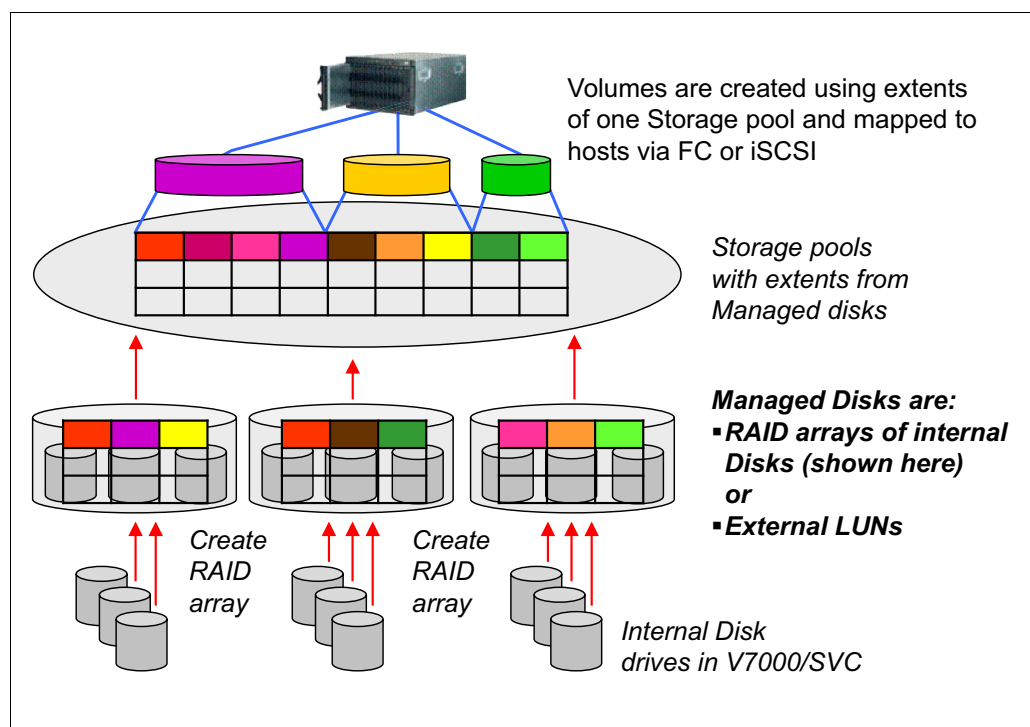 Volumes are created using extents
of one Storage pool and mapped to
hosts via FC or iSCSI
Storage pools
with extents from
Managed disks
Managed Disks are:
▪RAID arrays of internal
Disks (shown here)
or
▪External LUNs
Create
RAID
array
Create
RAID
array
Internal Disk
drives in V7000/SVC